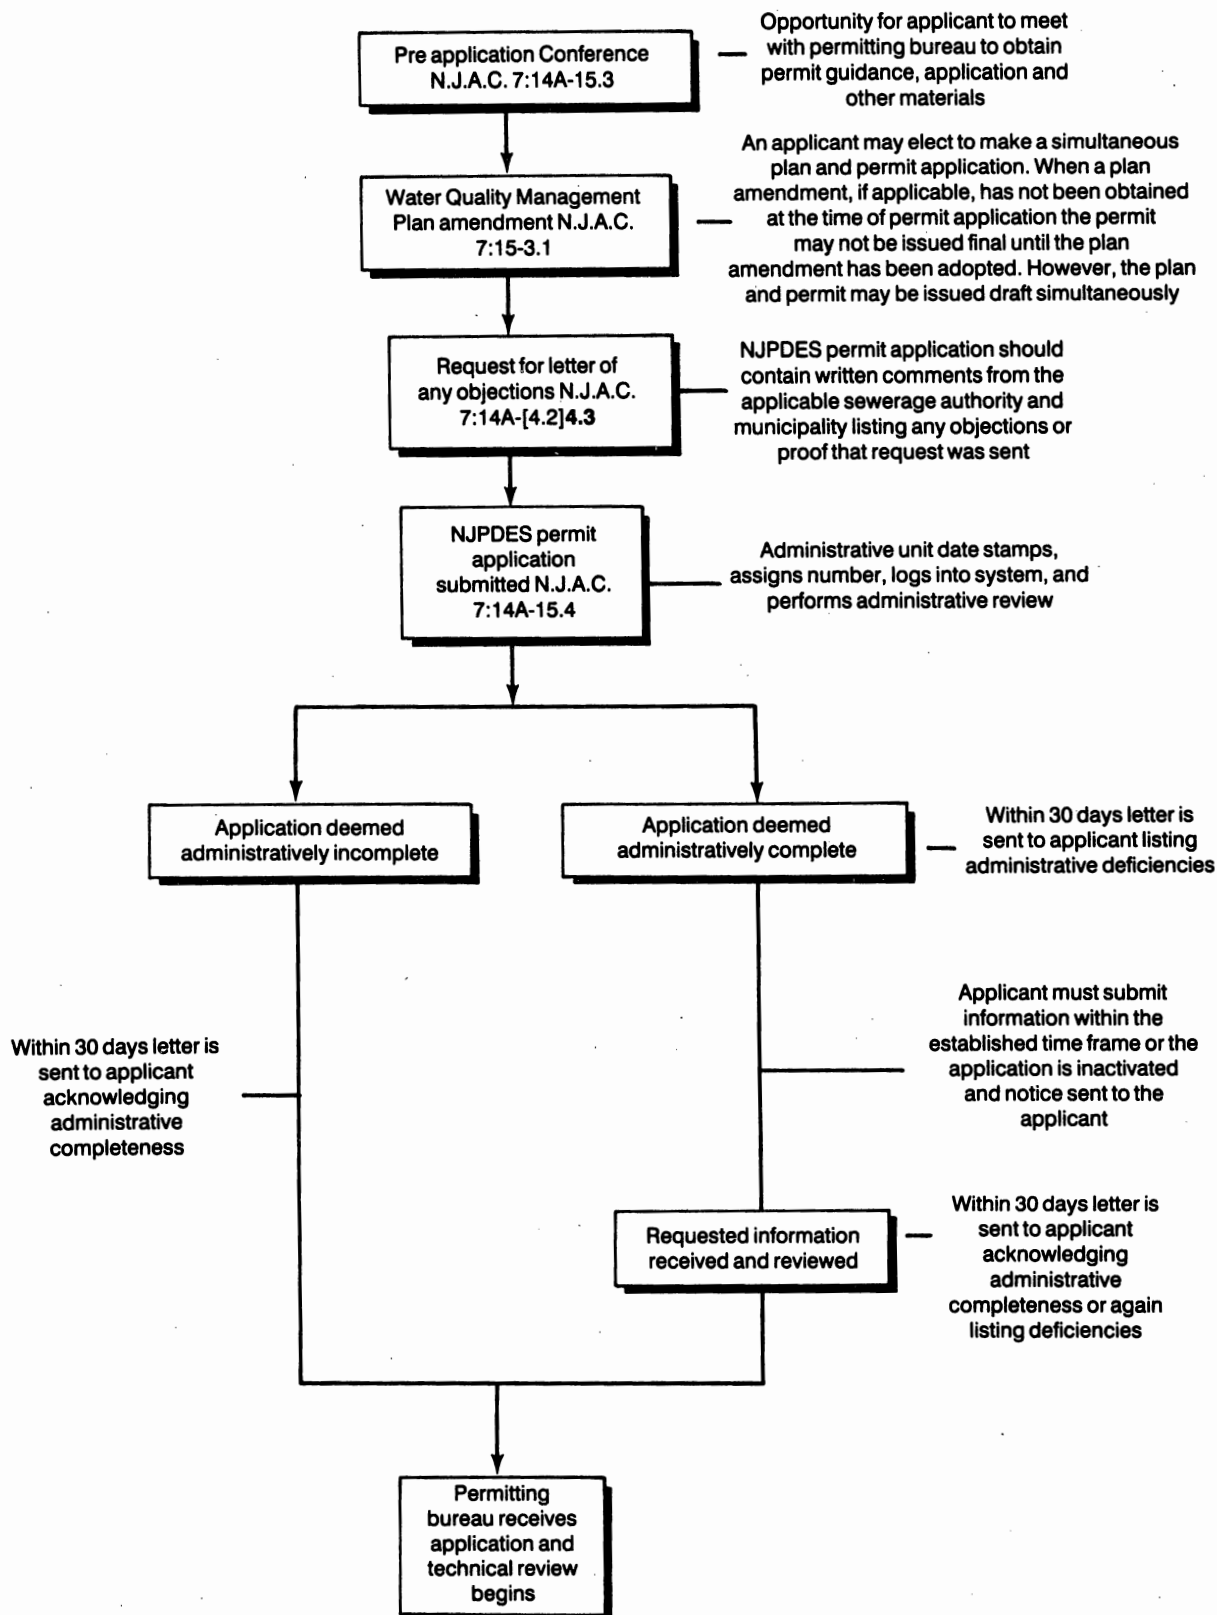 Pre application Conference
N.J.A.C. 7:14A-15.3
Opportunity for applicant to meet
with permitting bureau to obtain
permit guidance, application and
other materials
Water Quality Management
Plan amendment N.J.A.C.
7:15-3.1
An applicant may elect to make a simultaneous
plan and permit application. When a plan
amendment, if applicable, has not been obtained
at the time of permit application the permit
may not be issued final until the plan
amendment has been adopted. However, the plan
and permit may be issued draft simultaneously
Request for letter of
any objections N.J.A.C.
7:14A-[4.2]4.3
NJPDES permit application should
contain written comments from the
applicable sewerage authority and
municipality listing any objections or
proof that request was sent
NJPDES permit
application
submitted N.J.A.C.
7:14A-15.4
Administrative unit date stamps,
assigns number, logs into system, and
performs administrative review
Application deemed
administratively incomplete
Application deemed
administratively complete
Within 30 days letter is
sent to applicant listing
administrative deficiencies
Within 30 days letter is
sent to applicant
acknowledging
administrative
completeness
Applicant must submit
information within the
established time frame or the
application is inactivated
and notice sent to the
applicant
Requested information
received and reviewed
Within 30 days letter is
sent to applicant
acknowledging
administrative
completeness or again
listing deficiencies
Permitting
bureau receives
application and
technical review
begins